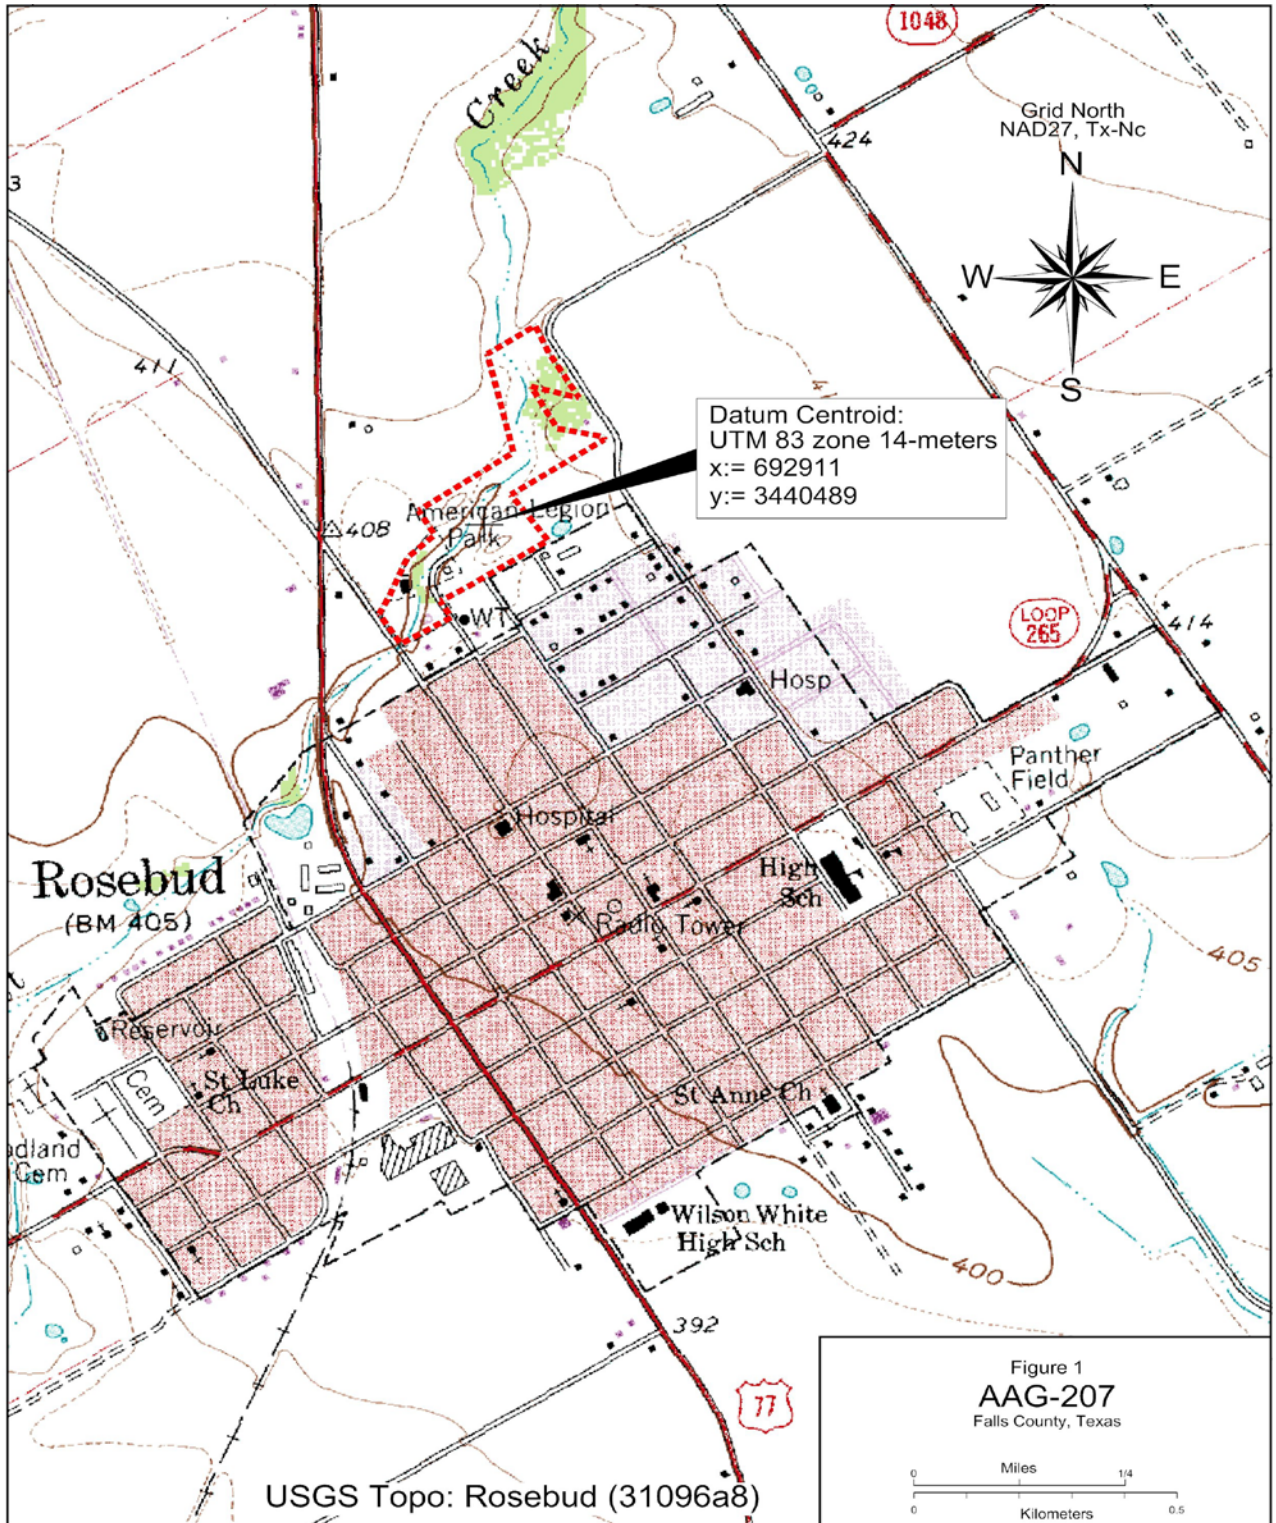 1048
Creek
Grid North
NAD27, Tx-Nc
424
N
3
W
E
S
411
4
Datum Centroid:
UTM 83 zone 14-meters
x:= 692911
y:= 3440489
408
American Legion
Park
WT
LOOP
265
414
Hosp
Panther
Field
Hospital
High
Sch
Rosebud
(BM 405)
Radio Tower
405
Reservoir
Cem
St Luke
Ch
St Anne Ch
Cem
Wilson White
High Sch
400
392
77
Figure 1
AAG-207
Falls County, Texas
Miles
0
1/4
0
0.5
Kilometers
USGS Topo: Rosebud (31096a8)